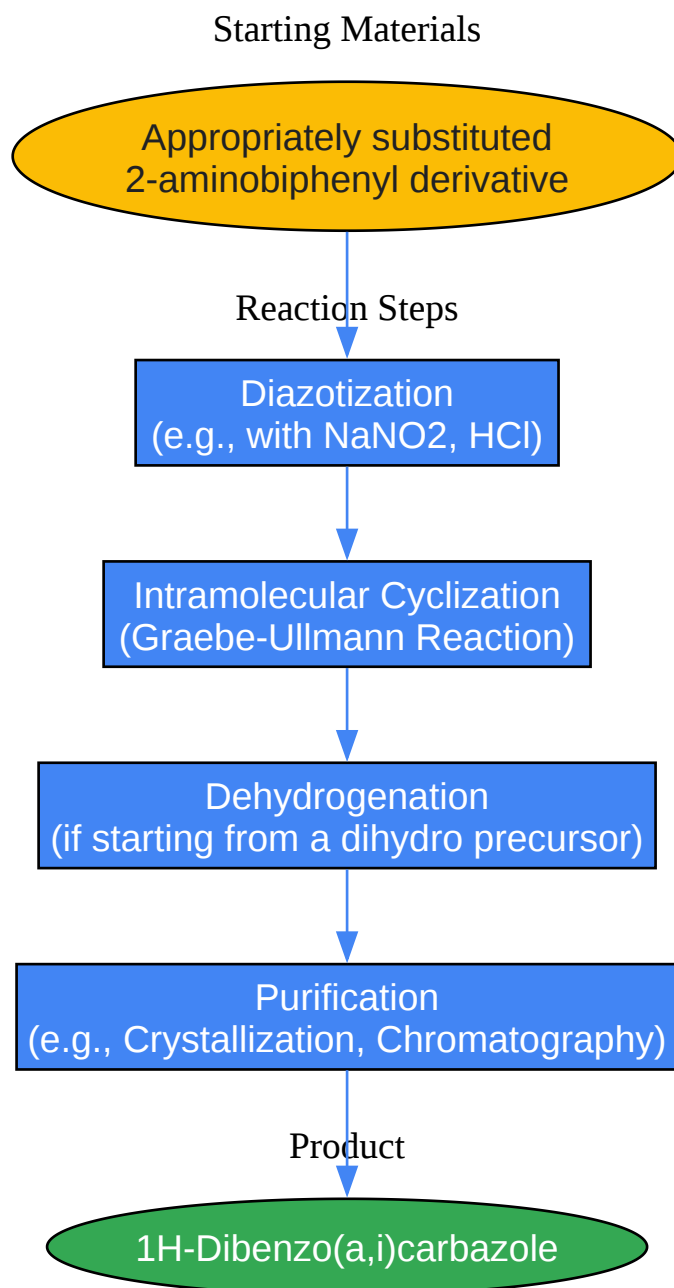 Starting Materials
Appropriately substituted
2-aminobiphenyl derivative
Reaction Steps
Diazotization
(e.g., with NaNO2, HCl)
Intramolecular Cyclization
(Graebe-Ullmann Reaction)
Dehydrogenation
(if starting from a dihydro precursor)
Purification
(e.g., Crystallization, Chromatography)
Product
1H-Dibenzo(a,i)carbazole